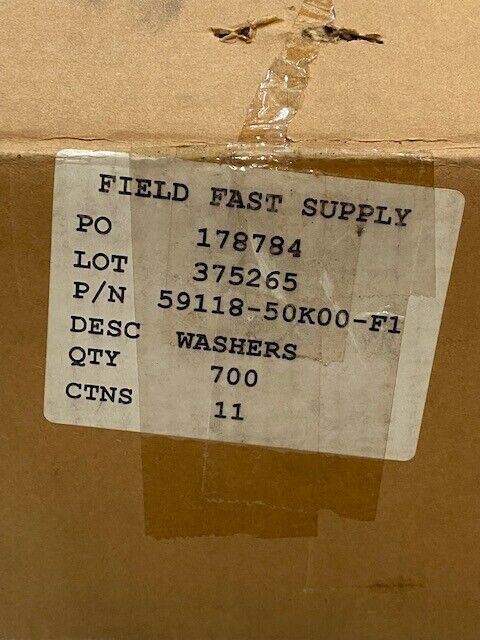 FIELD FAST SUPPLY
PO 178784
LOT 375265
P/N 59118-50K00-F1
DESC WASHERS
QTY 700
CTNS 11